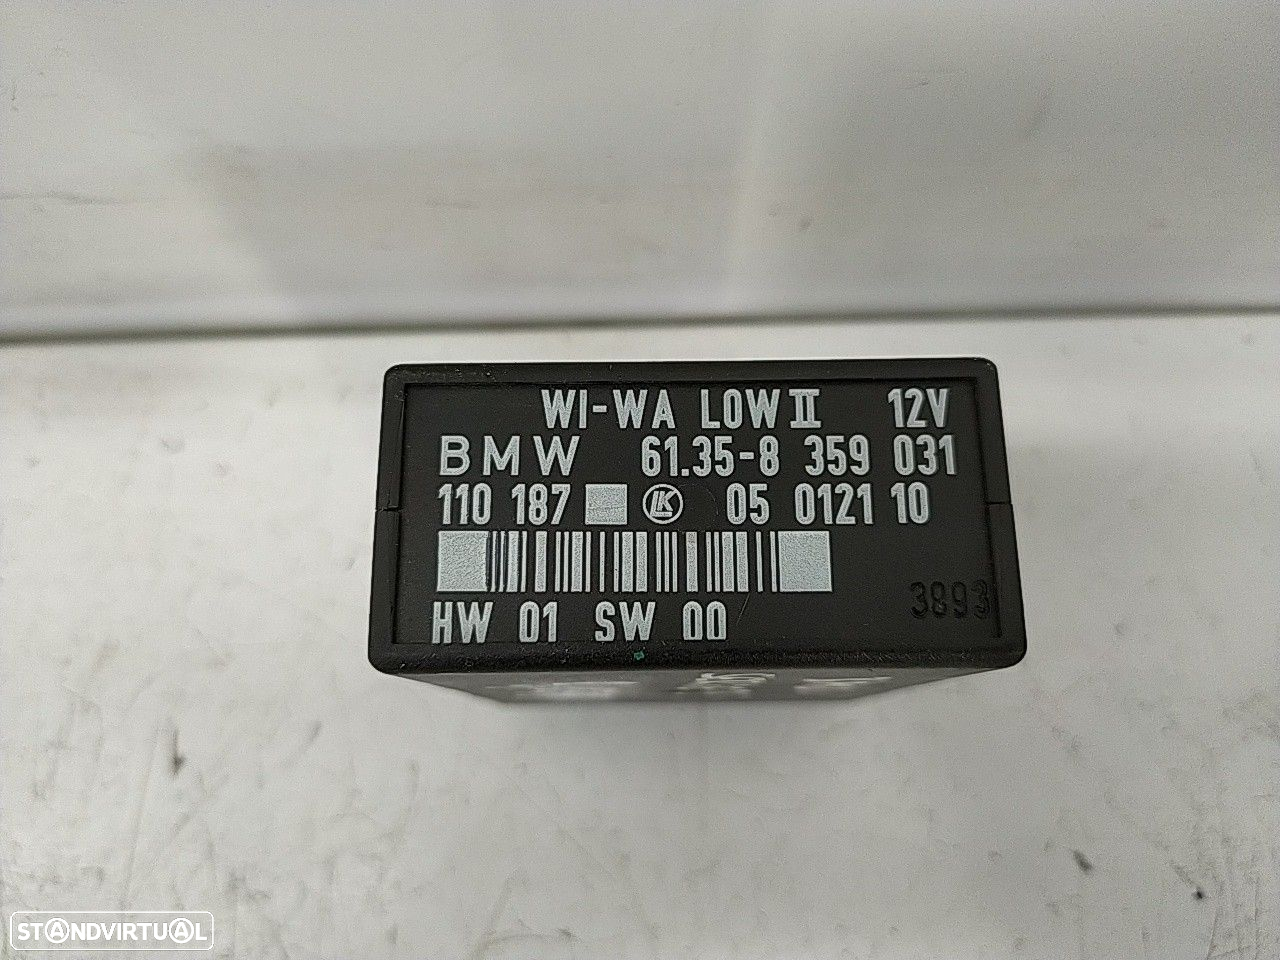 WI-WA LOW II 12V
BMW 61.35-8 359 031
110 187 LK 05 0121 10
HW 01 SW 00
3893
STANDVIRTUAL